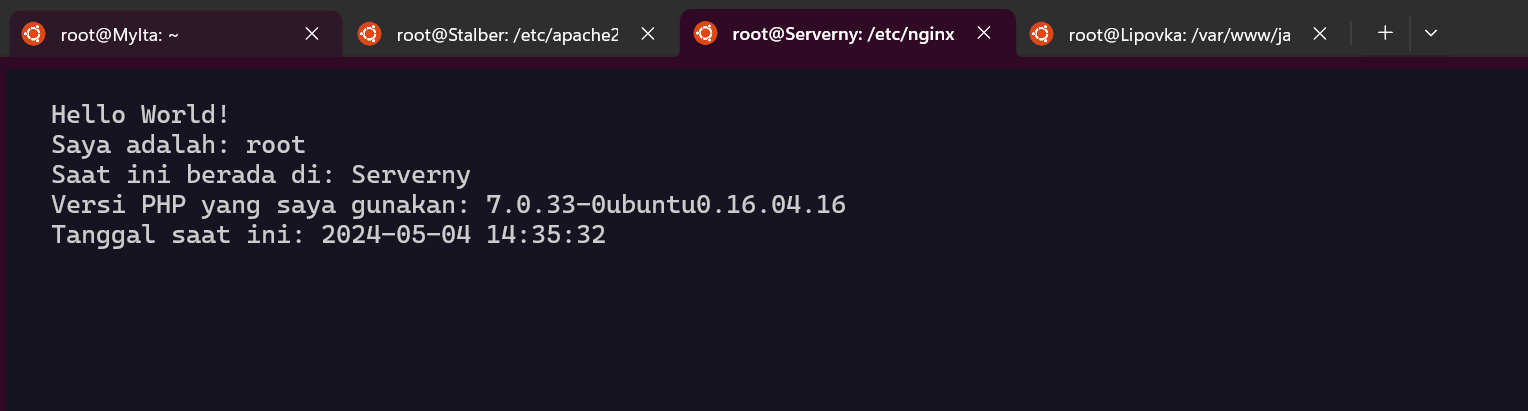 root@Mylta: ~
root@Stalber: /etc/apache2
root@Serverny: /etc/nginx
root@Lipovka: /var/www/ja
Hello World!
Saya adalah: root
Saat ini berada di: Serverny
Versi PHP yang saya gunakan: 7.0.33-0ubuntu0.16.04.16
Tanggal saat ini: 2024-05-04 14:35:32